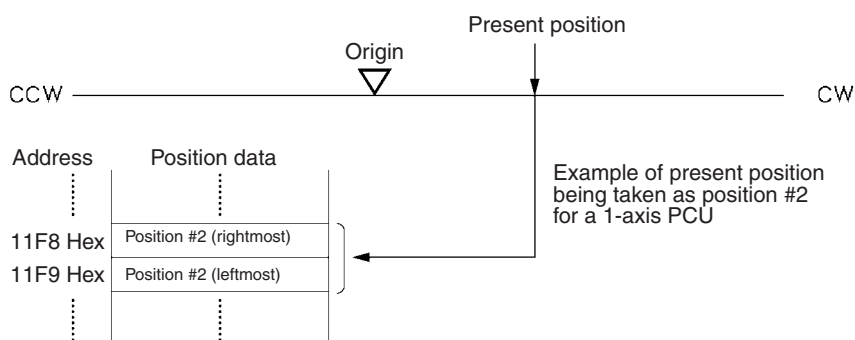 Present position
Origin
CCW
CW
Address Position data
Example of present position
being taken as position #2
for a 1-axis PCU
11F8 Hex Position #2 (rightmost)
11F9 Hex Position #2 (leftmost)